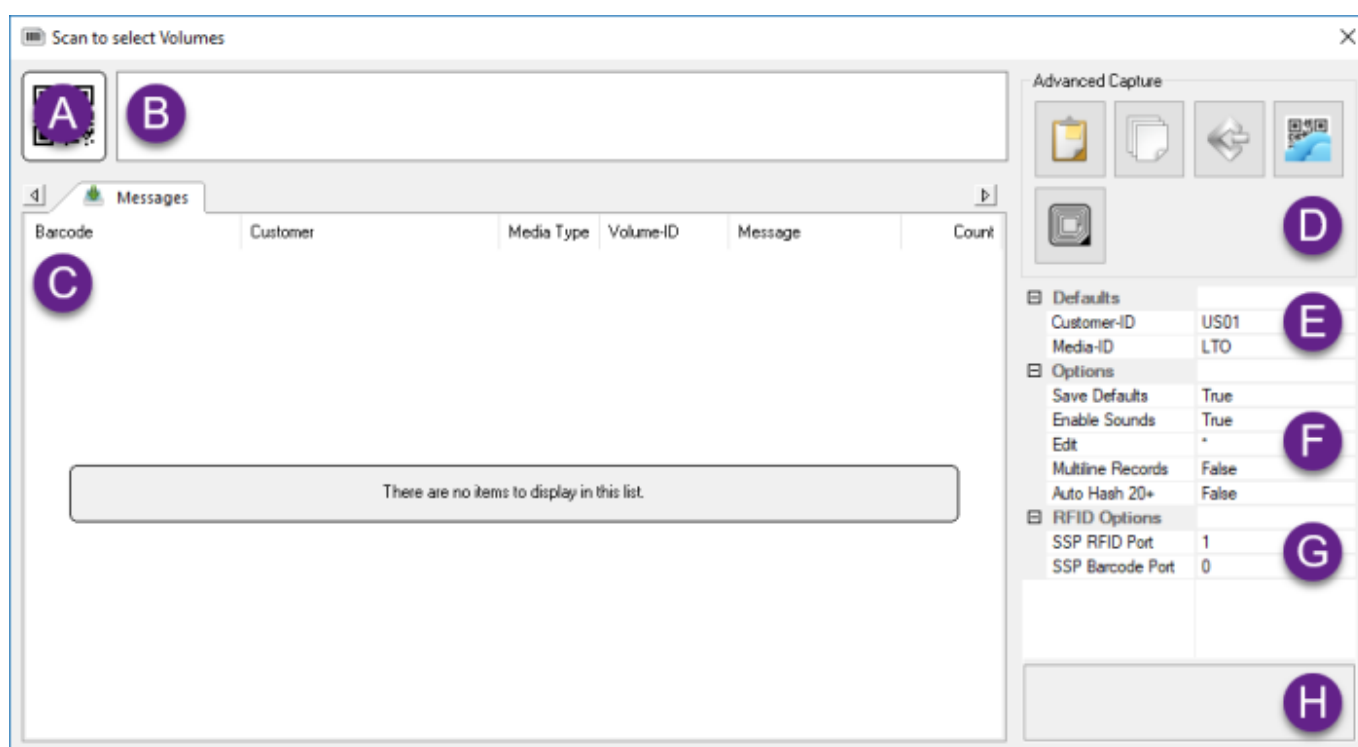 Scan to select Volumes
A
B
Advanced Capture
Messages
Barcode Customer Media Type Volume-ID Message Count
C
D
There are no items to display in this list.
Defaults
Customer-ID US01
Media-ID LTO
E
Options
Save Defaults True
Enable Sounds True
Edit *
Multiline Records False
Auto Hash 20+ False
F
RFID Options
SSP RFID Port 1
SSP Barcode Port 0
G
H